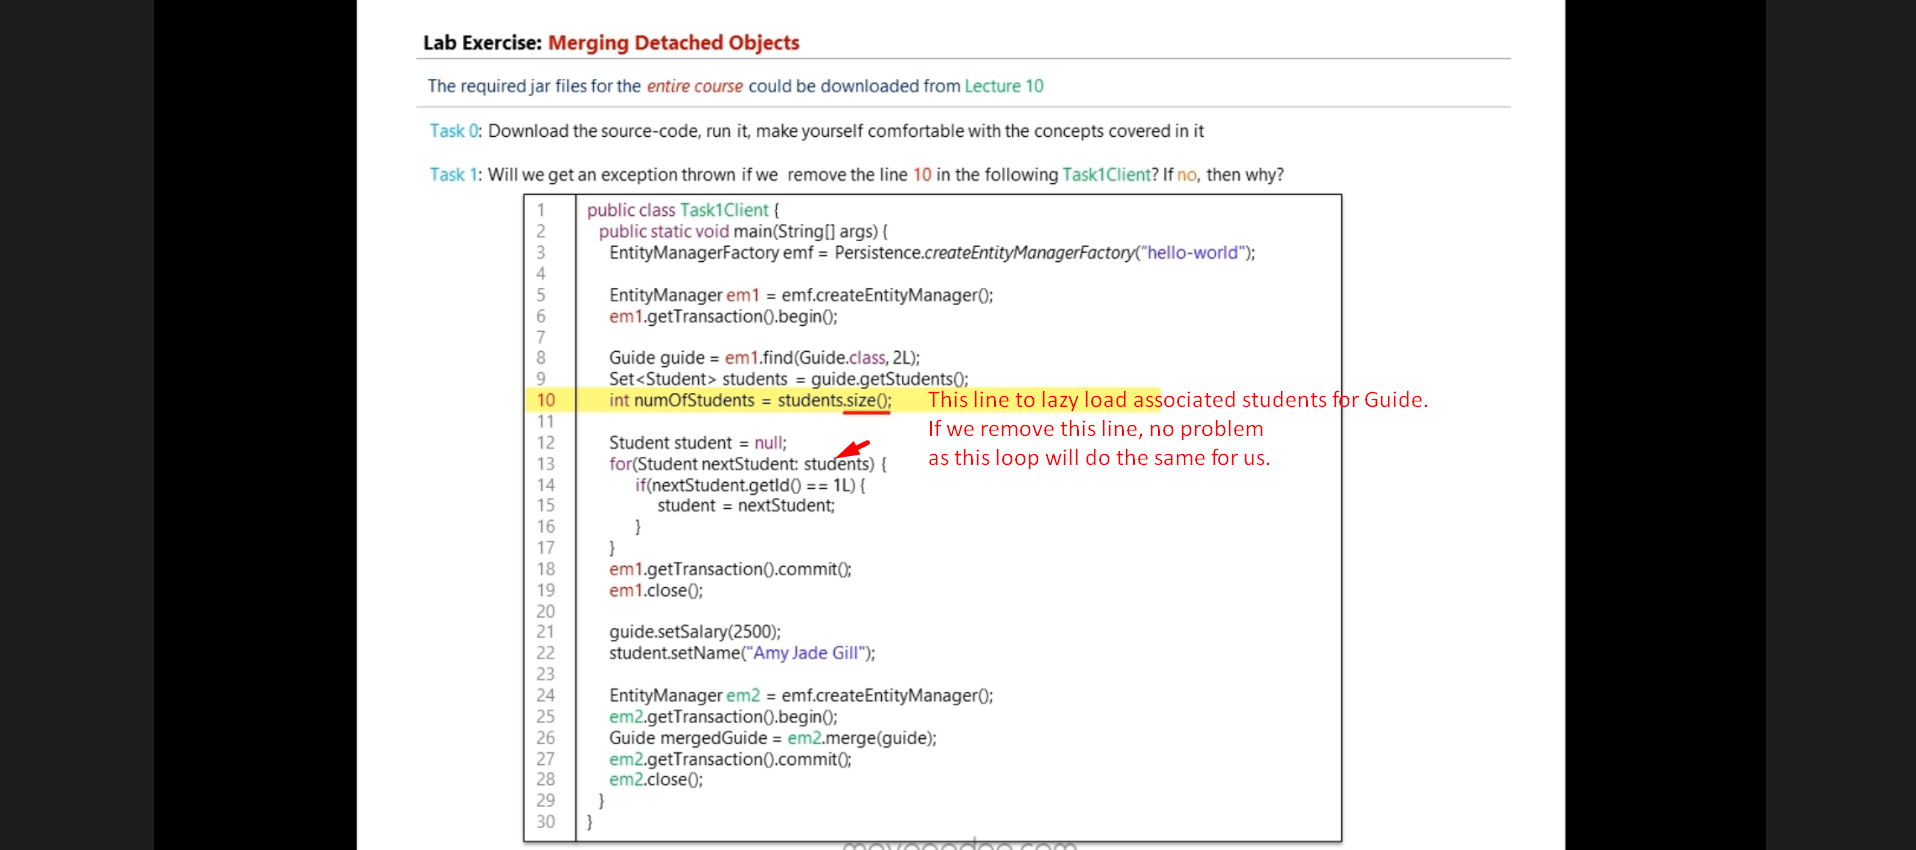 Lab Exercise: Merging Detached Objects
The required jar files for the entire course could be downloaded from Lecture 10
Task 0: Download the source-code, run it, make yourself comfortable with the concepts covered in it
Task 1: Will we get an exception thrown if we remove the line 10 in the following Task1Client? If no, then why?
1 public class Task1Client {
2 public static void main(String[] args) {
3 EntityManagerFactory emf = Persistence.createEntityManagerFactory("hello-world");
4
5 EntityManager em1 = emf.createEntityManager();
6 em1.getTransaction().begin();
7
8 Guide guide = em1.find(Guide.class, 2L);
9 Set<Student> students = guide.getStudents();
10 int numOfStudents = students.size(); This line to lazy load associated students for Guide.
11
If we remove this line, no problem
12 Student student = null;
as this loop will do the same for us.
13 for(Student nextStudent: students) {
14 if(nextStudent.getId() == 1L) {
15 student = nextStudent;
16 }
17 }
18 em1.getTransaction().commit();
19 em1.close();
20
21 guide.setSalary(2500);
22 student.setName("Amy Jade Gill");
23
24 EntityManager em2 = emf.createEntityManager();
25 em2.getTransaction().begin();
26 Guide mergedGuide = em2.merge(guide);
27 em2.getTransaction().commit();
28 em2.close();
29 }
30 }